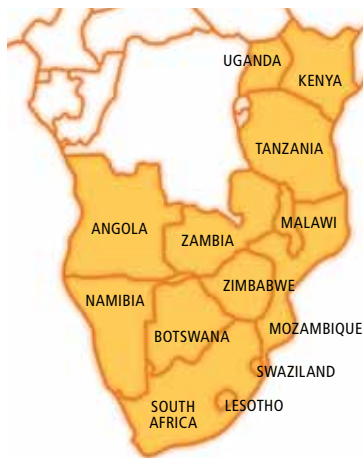 UGANDA
KENYA
TANZANIA
MALAWI
ANGOLA
ZAMBIA
ZIMBABWE
NAMIBIA
MOZAMBIQUE
BOTSWANA
SWAZILAND
SOUTH
AFRICA
LESOTHO